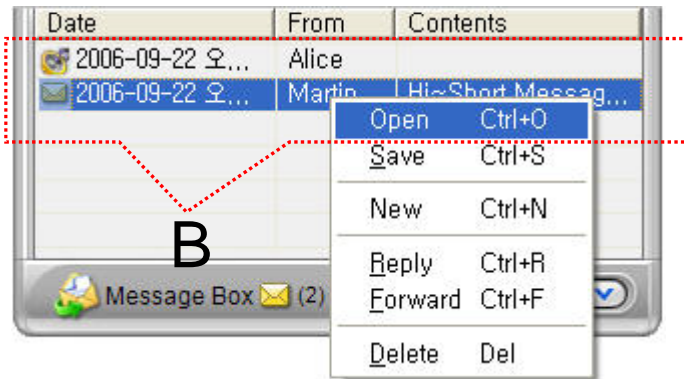 Date From Contents
2006-09-22 오... Alice
2006-09-22 오... Martin Hi~Short Messag...
Open Ctrl+O
Save Ctrl+S
New Ctrl+N
B
Reply Ctrl+R
Message Box (2)
Forward Ctrl+F
Delete Del